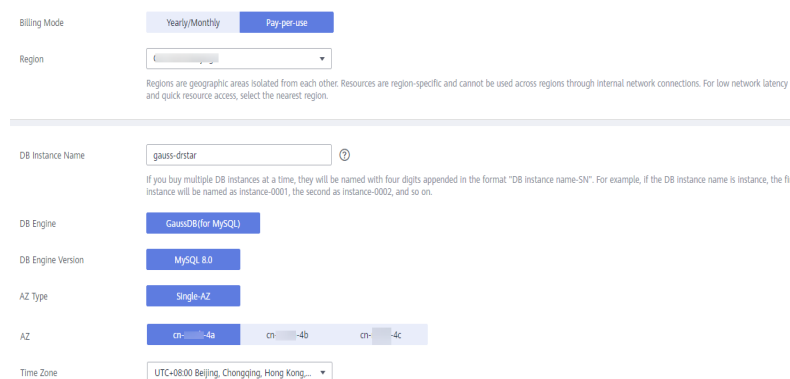 Billing Mode
Yearly/Monthly
Pay-per-use
Region
Regions are geographic areas isolated from each other. Resources are region-specific and cannot be used across regions through internal network connections. For low network latency
and quick resource access, select the nearest region.
DB Instance Name
gauss-drstar
If you buy multiple DB instances at a time, they will be named with four digits appended in the format "DB instance name-SN". For example, if the DB instance name is instance, the fi
instance will be named as instance-0001, the second as instance-0002, and so on.
DB Engine
GaussDB(for MySQL)
DB Engine Version
MySQL 8.0
AZ Type
Single-AZ
AZ
cn- -4a
cn- -4b
cn- -4c
Time Zone
UTC+08:00 Beijing, Chongqing, Hong Kong,...